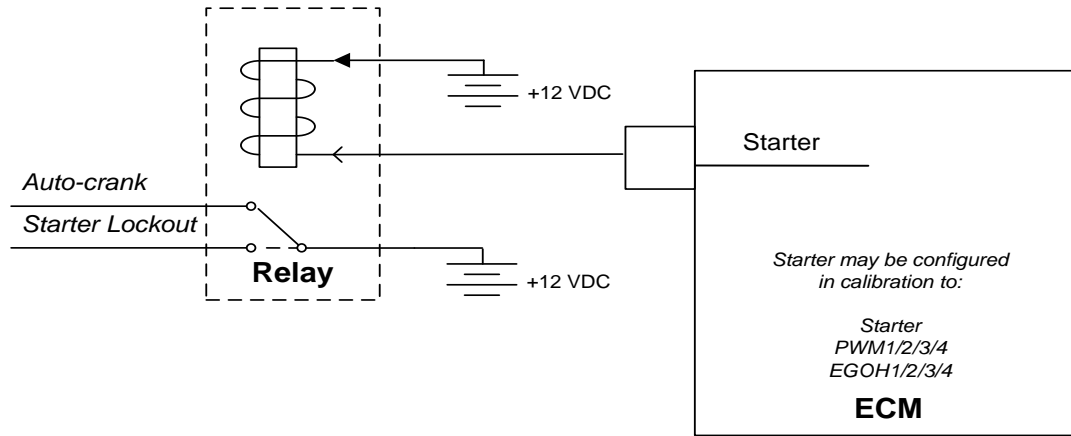 +12 VDC
Starter
Auto-crank
Starter Lockout
Relay
+12 VDC
Starter may be configured
in calibration to:
Starter
PWM1/2/3/4
EGOH1/2/3/4
ECM